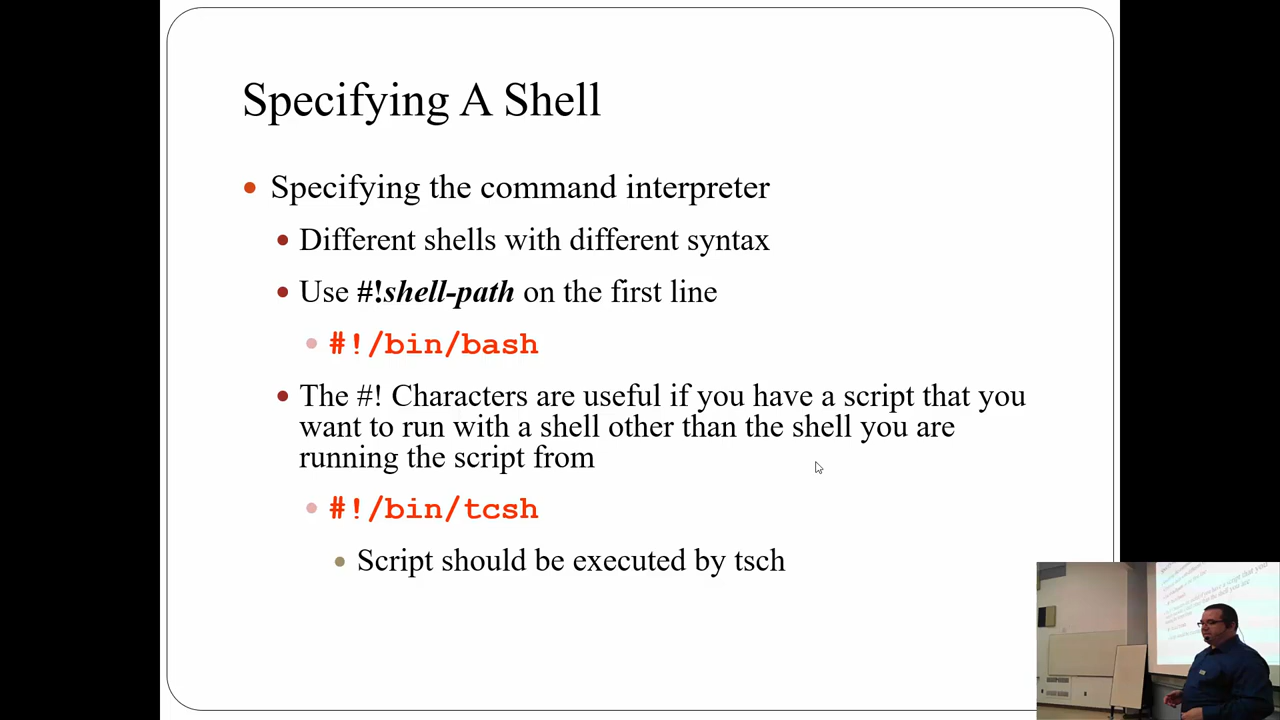 Specifying A Shell
Specifying the command interpreter
Different shells with different syntax
Use #!shell-path on the first line
#!/bin/bash
The #! Characters are useful if you have a script that you
want to run with a shell other than the shell you are
running the script from
#!/bin/tcsh
Script should be executed by tsch